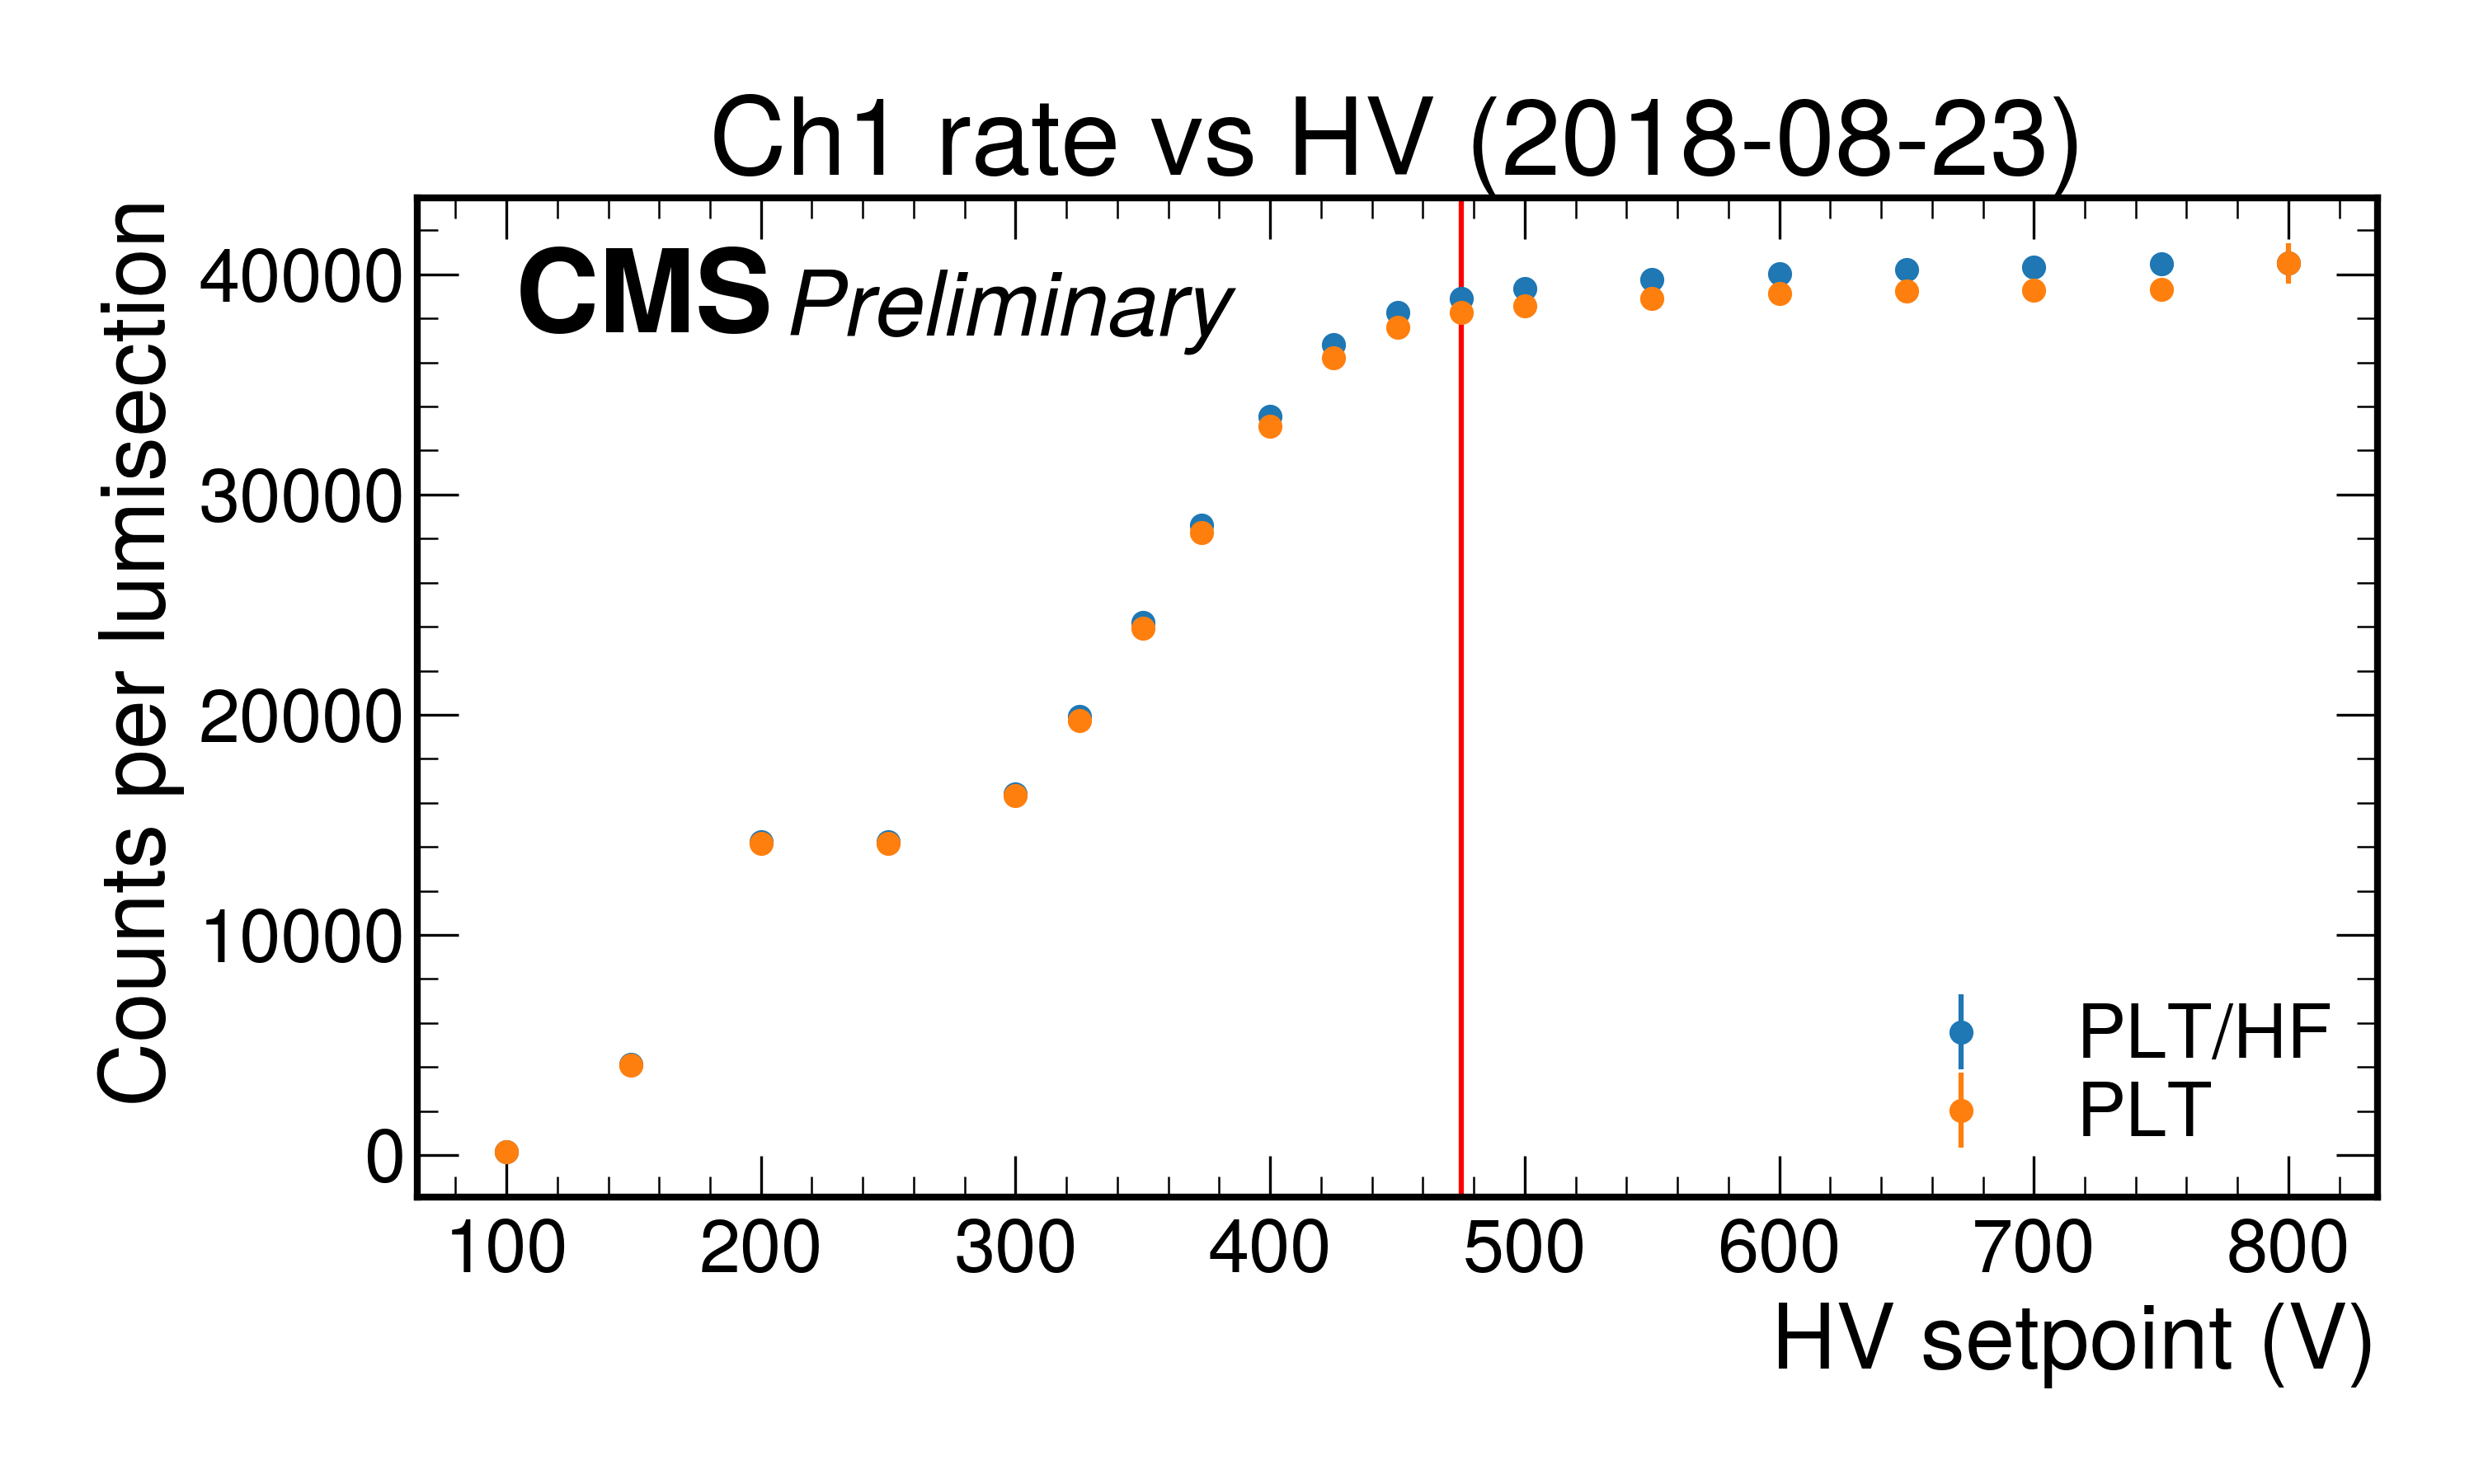 Ch1 rate vs HV (2018-08-23)
CMS Preliminary
Counts per lumisection
40000
30000
20000
10000
0
PLT/HF
PLT
100 200 300 400 500 600 700 800
HV setpoint (V)